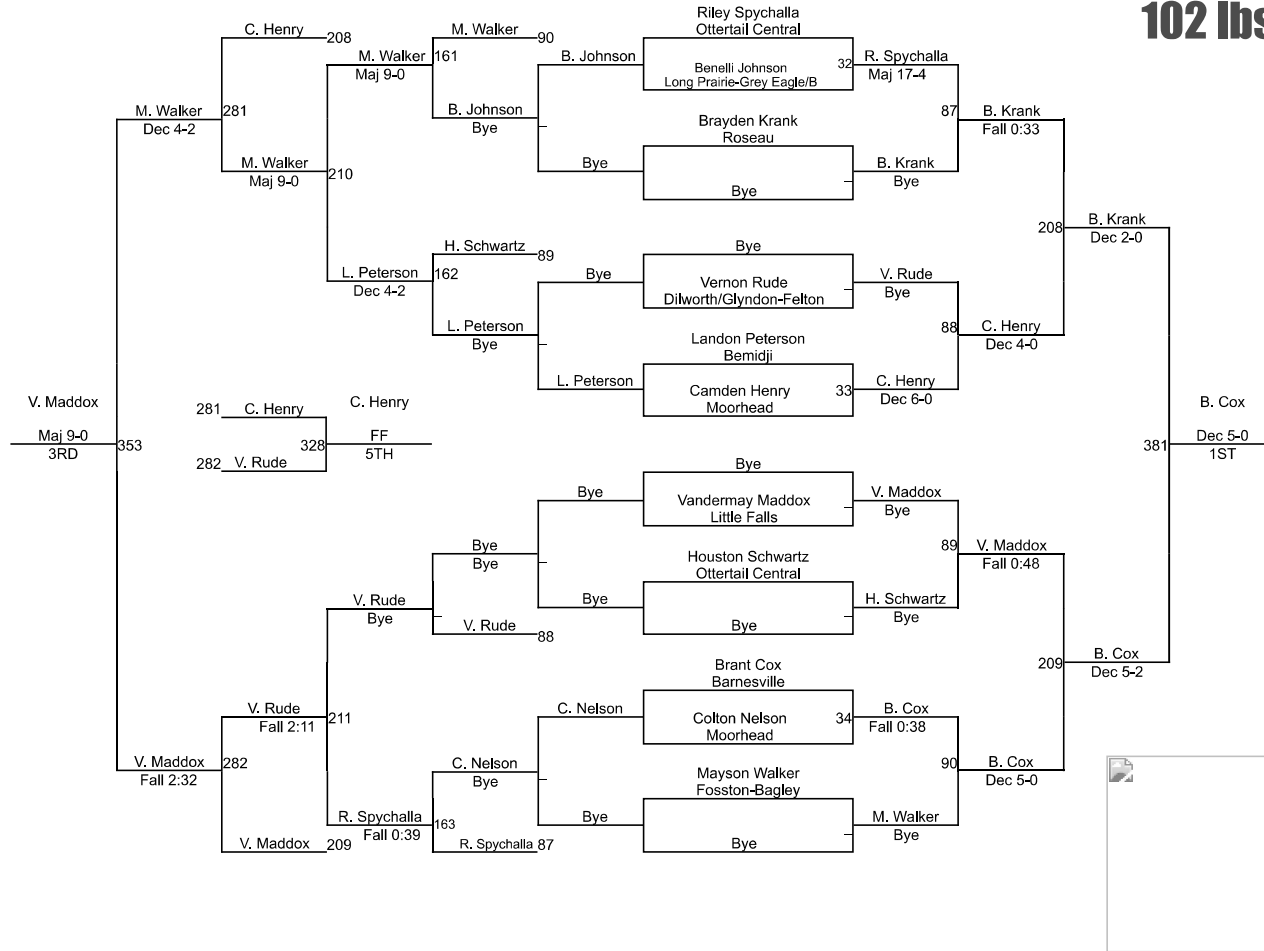 102 lbs
Riley Spychalla
Ottertail Central
C. Henry 208
M. Walker 90
M. Walker 161
Maj 9-0
B. Johnson
Benelli Johnson
Long Prairie-Grey Eagle/B
32
R. Spychalla
Maj 17-4
M. Walker
Dec 4-2
281
B. Johnson
Bye
Brayden Krank
Roseau
87
B. Krank
Fall 0:33
M. Walker
Maj 9-0
210
Bye
Bye
B. Krank
Bye
208
B. Krank
Dec 2-0
H. Schwartz 89
Bye
L. Peterson 162
Dec 4-2
Bye
Vernon Rude
Dilworth/Glyndon-Felton
V. Rude
Bye
L. Peterson
Bye
Landon Peterson
Bemidji
88
C. Henry
Dec 4-0
L. Peterson
Camden Henry
Moorhead
33
C. Henry
Dec 6-0
V. Maddox
Maj 9-0
3RD
353
281 C. Henry
282 V. Rude
328
C. Henry
FF
5TH
381
B. Cox
Dec 5-0
1ST
Bye
Bye
Vandermay Maddox
Little Falls
V. Maddox
Bye
Bye
Bye
Houston Schwartz
Ottertail Central
89
V. Maddox
Fall 0:48
V. Rude
Bye
Bye
Bye
H. Schwartz
Bye
V. Rude 88
Brant Cox
Barnesville
209
B. Cox
Dec 5-2
V. Rude
Fall 2:11
211
C. Nelson
Colton Nelson
Moorhead
34
B. Cox
Fall 0:38
V. Maddox
Fall 2:32
282
C. Nelson
Bye
Mayson Walker
Fosston-Bagley
90
B. Cox
Dec 5-0
R. Spychalla
Fall 0:39
163
Bye
Bye
M. Walker
Bye
V. Maddox 209
R. Spychalla 87